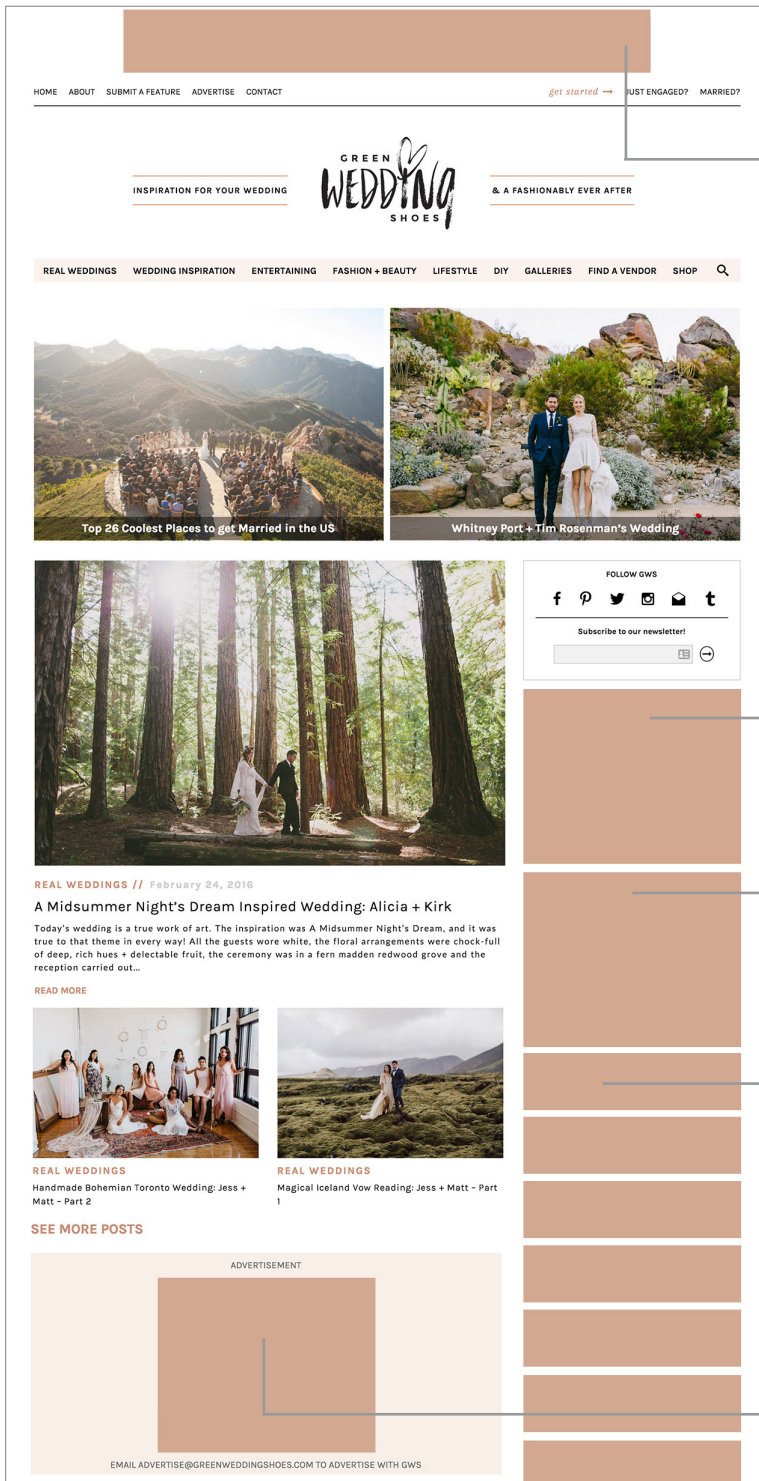 HOME ABOUT SUBMIT A FEATURE ADVERTISE CONTACT get started → JUST ENGAGED? MARRIED?
GREEN
INSPIRATION FOR YOUR WEDDING WEDDING & A FASHIONABLY EVER AFTER
SHOES
REAL WEDDINGS WEDDING INSPIRATION ENTERTAINING FASHION + BEAUTY LIFESTYLE DIY GALLERIES FIND A VENDOR SHOP
Top 26 Coolest Places to get Married in the US
Whitney Port + Tim Rosenman's Wedding
FOLLOW GWS
Subscribe to our newsletter!
REAL WEDDINGS // February 24, 2016
A Midsummer Night's Dream Inspired Wedding: Alicia + Kirk
Today's wedding is a true work of art. The inspiration was A Midsummer Night's Dream, and it was
true to that theme in every way! All the guests wore white, the floral arrangements were chock-full
of deep, rich hues + delectable fruit, the ceremony was in a fern madden redwood grove and the
reception carried out...
READ MORE
REAL WEDDINGS
Handmade Bohemian Toronto Wedding: Jess +
Matt – Part 2
REAL WEDDINGS
Magical Iceland Vow Reading: Jess + Matt – Part
1
SEE MORE POSTS
ADVERTISEMENT
EMAIL ADVERTISE@GREENWEDDINGSHOES.COM TO ADVERTISE WITH GWS